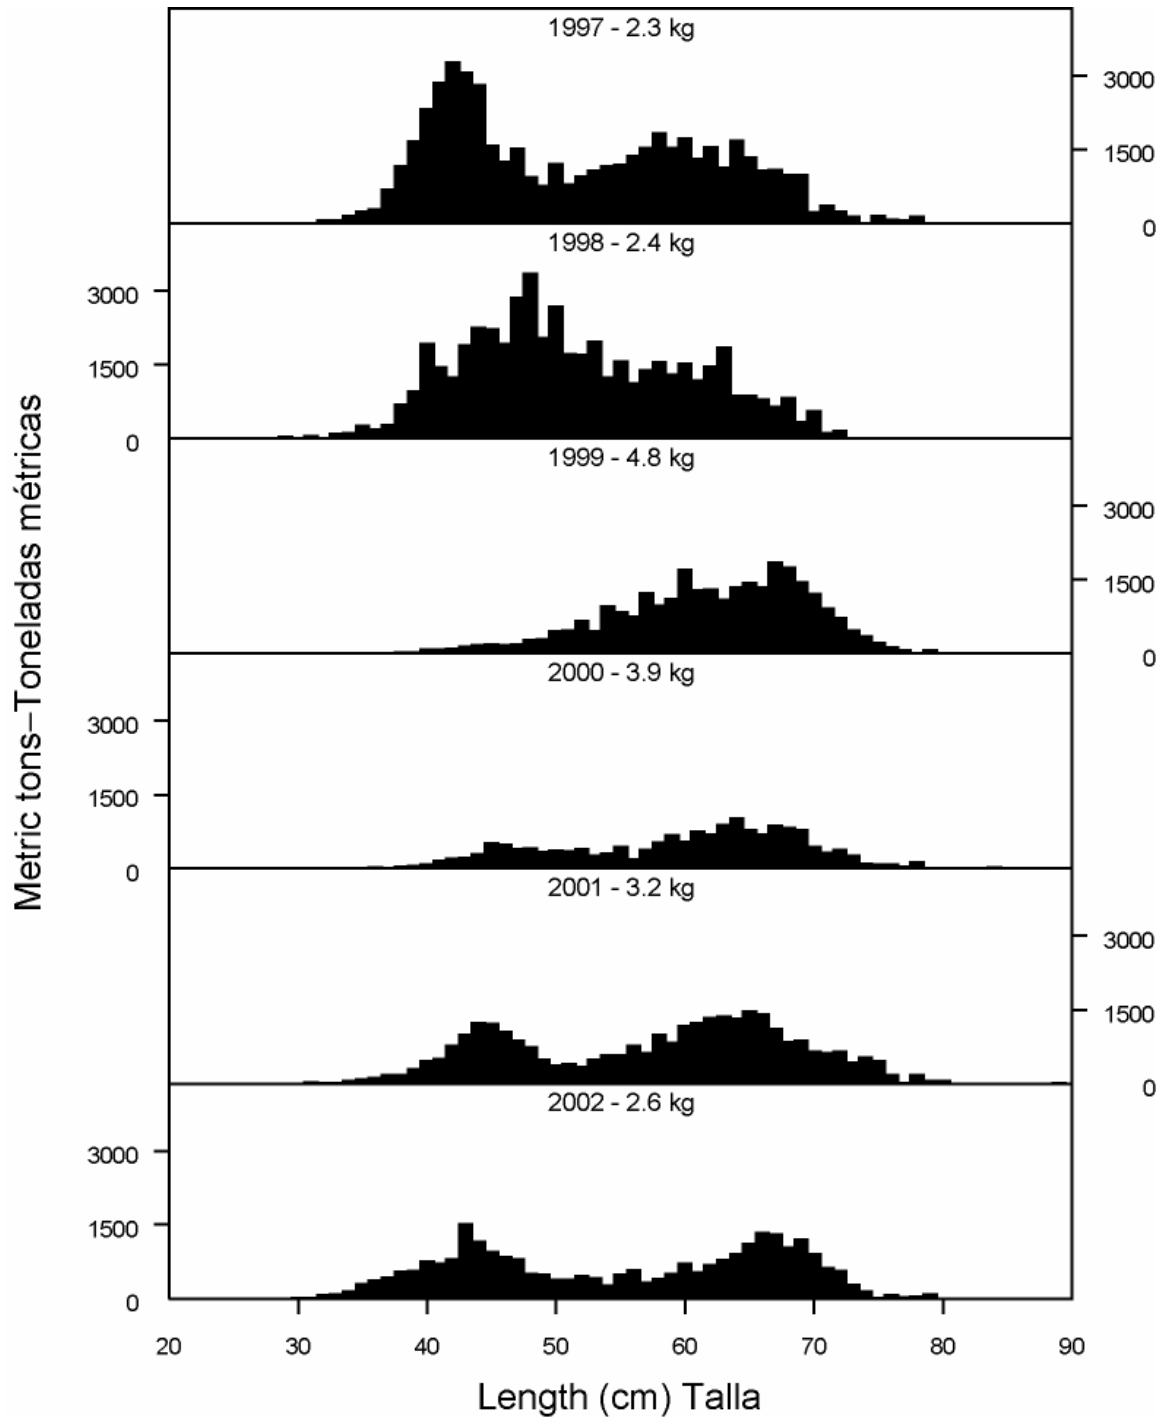 1997 - 2.3 kg
3000
1500
0
1998 - 2.4 kg
3000
1500
0
1999 - 4.8 kg
3000
1500
0
2000 - 3.9 kg
3000
1500
0
2001 - 3.2 kg
3000
1500
0
2002 - 2.6 kg
3000
1500
0
20 30 40 50 60 70 80 90
Length (cm) Talla
Metric tons–Toneladas métricas